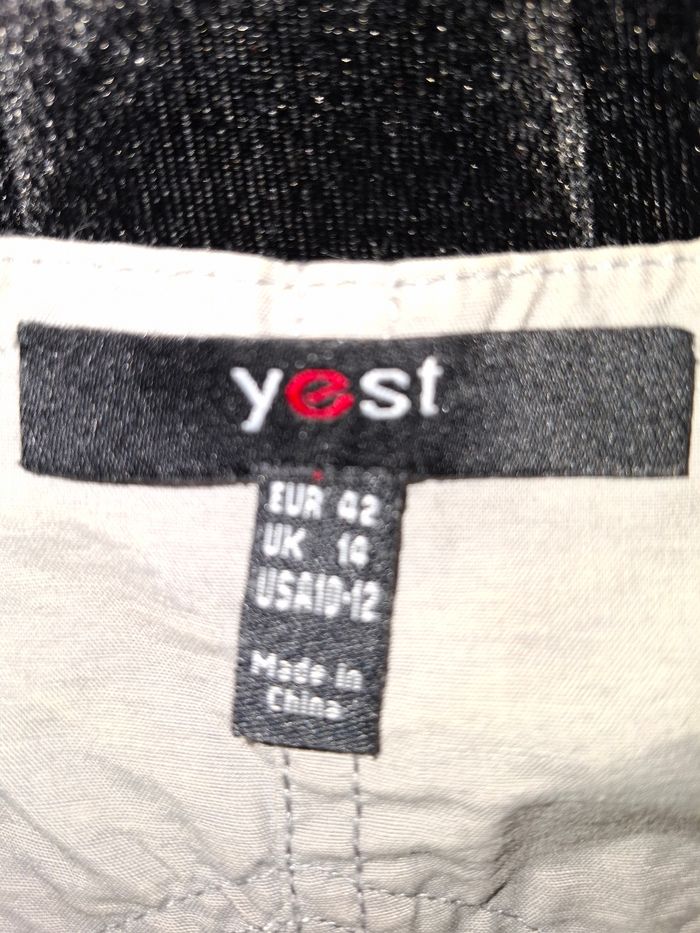 yest
EUR 42
UK 14
USA10-12
Made in
China